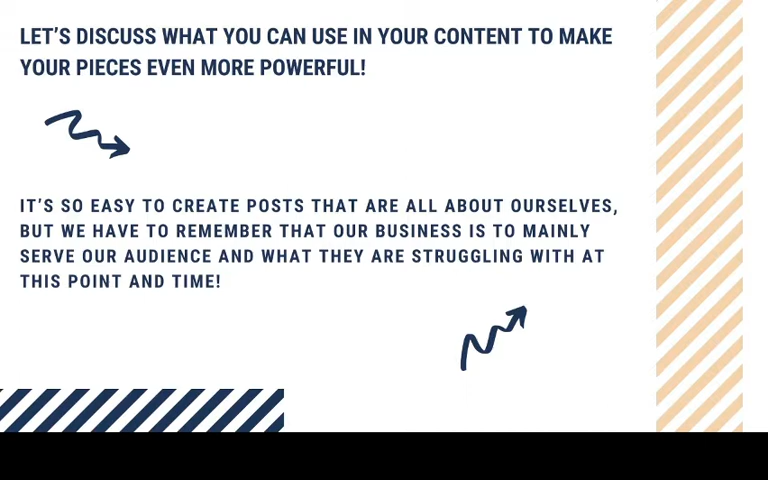 LET’S DISCUSS WHAT YOU CAN USE IN YOUR CONTENT TO MAKE
YOUR PIECES EVEN MORE POWERFUL!
IT’S SO EASY TO CREATE POSTS THAT ARE ALL ABOUT OURSELVES,
BUT WE HAVE TO REMEMBER THAT OUR BUSINESS IS TO MAINLY
SERVE OUR AUDIENCE AND WHAT THEY ARE STRUGGLING WITH AT
THIS POINT AND TIME!